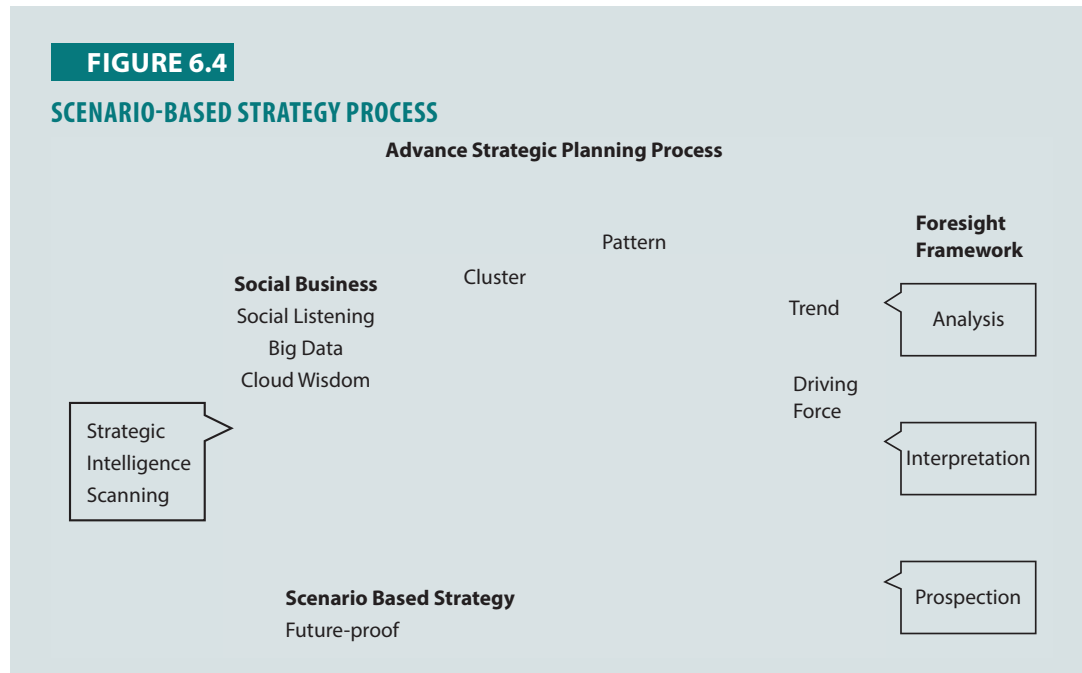 FIGURE 6.4
SCENARIO-BASED STRATEGY PROCESS
Advance Strategic Planning Process
Foresight
Framework
Pattern
Cluster
Social Business
Social Listening
Big Data
Cloud Wisdom
Trend
Analysis
Driving
Force
Strategic
Intelligence
Scanning
Interpretation
Scenario Based Strategy
Future-proof
Prospection